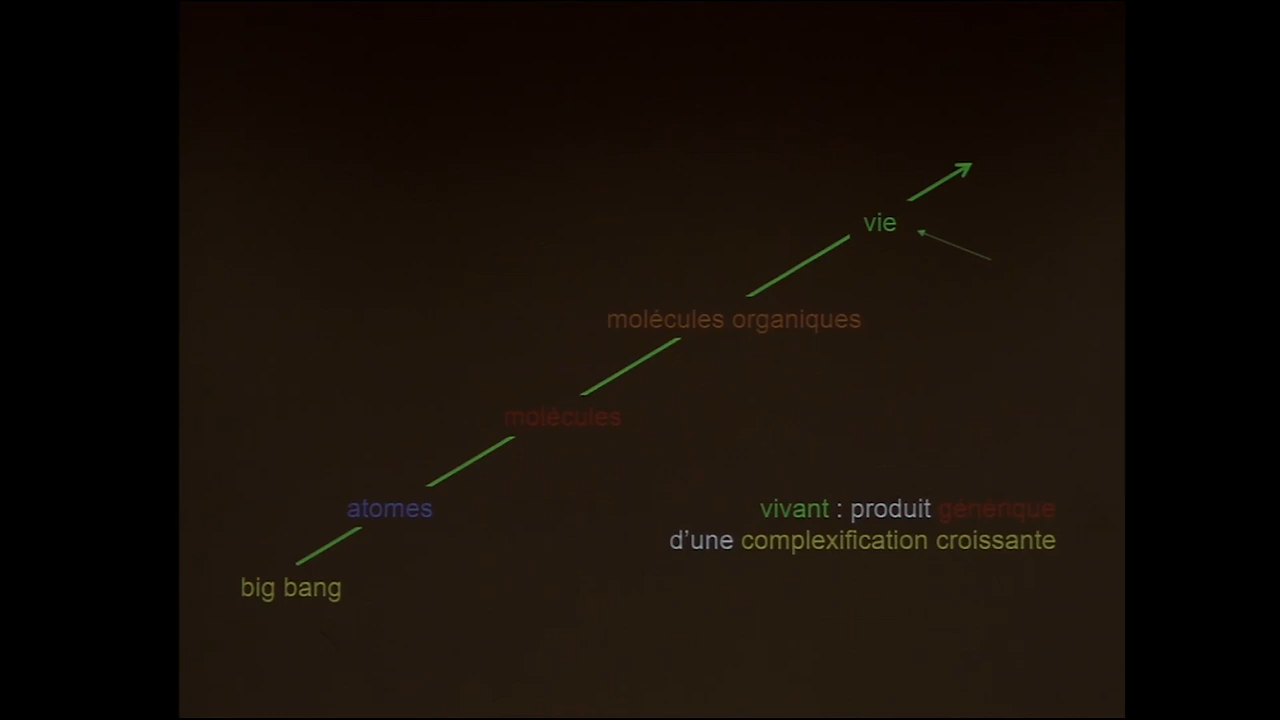 vie
molécules organiques
molécules
atomes
vivant : produit générique
d’une complexification croissante
big bang